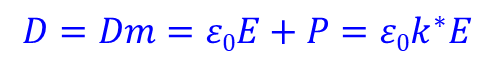 D = Dm = ε₀E + P = ε₀k*E